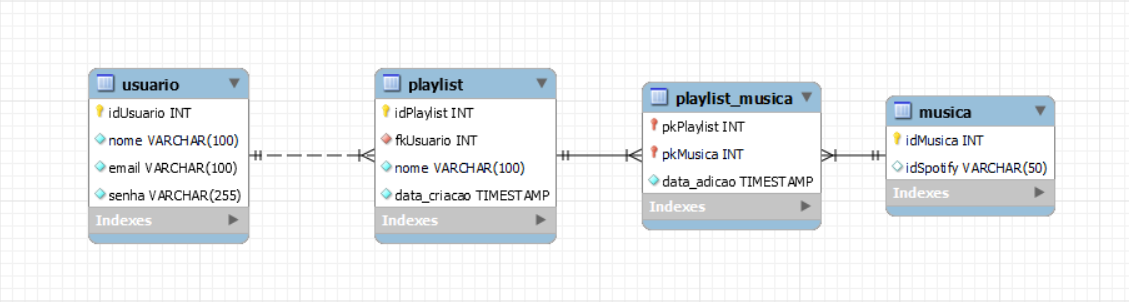 usuario
idUsuario INT
nome VARCHAR(100)
email VARCHAR(100)
senha VARCHAR(255)
Indexes
playlist
idPlaylist INT
fkUsuario INT
nome VARCHAR(100)
data_criacao TIMESTAMP
Indexes
playlist_musica
pkPlaylist INT
pkMusica INT
data_adicao TIMESTAMP
Indexes
musica
idMusica INT
idSpotify VARCHAR(50)
Indexes